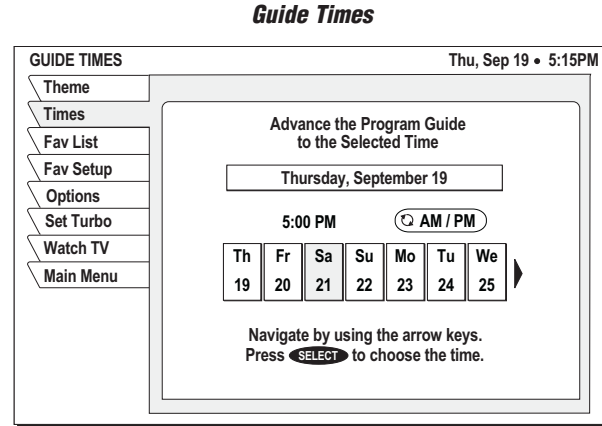 Guide Times
GUIDE TIMES Thu, Sep 19 • 5:15PM
Theme
Times
Fav List
Fav Setup
Options
Set Turbo
Watch TV
Main Menu
Advance the Program Guide
to the Selected Time
Thursday, September 19
5:00 PM AM / PM
Th Fr Sa Su Mo Tu We
19 20 21 22 23 24 25
Navigate by using the arrow keys.
Press SELECT to choose the time.